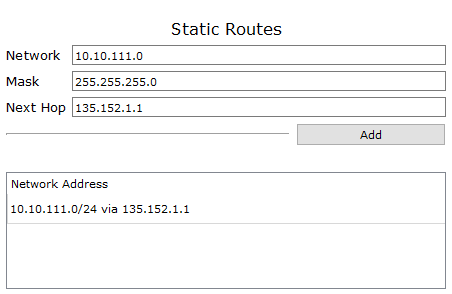 Static Routes
Network 10.10.111.0
Mask 255.255.255.0
Next Hop 135.152.1.1
Add
Network Address
10.10.111.0/24 via 135.152.1.1